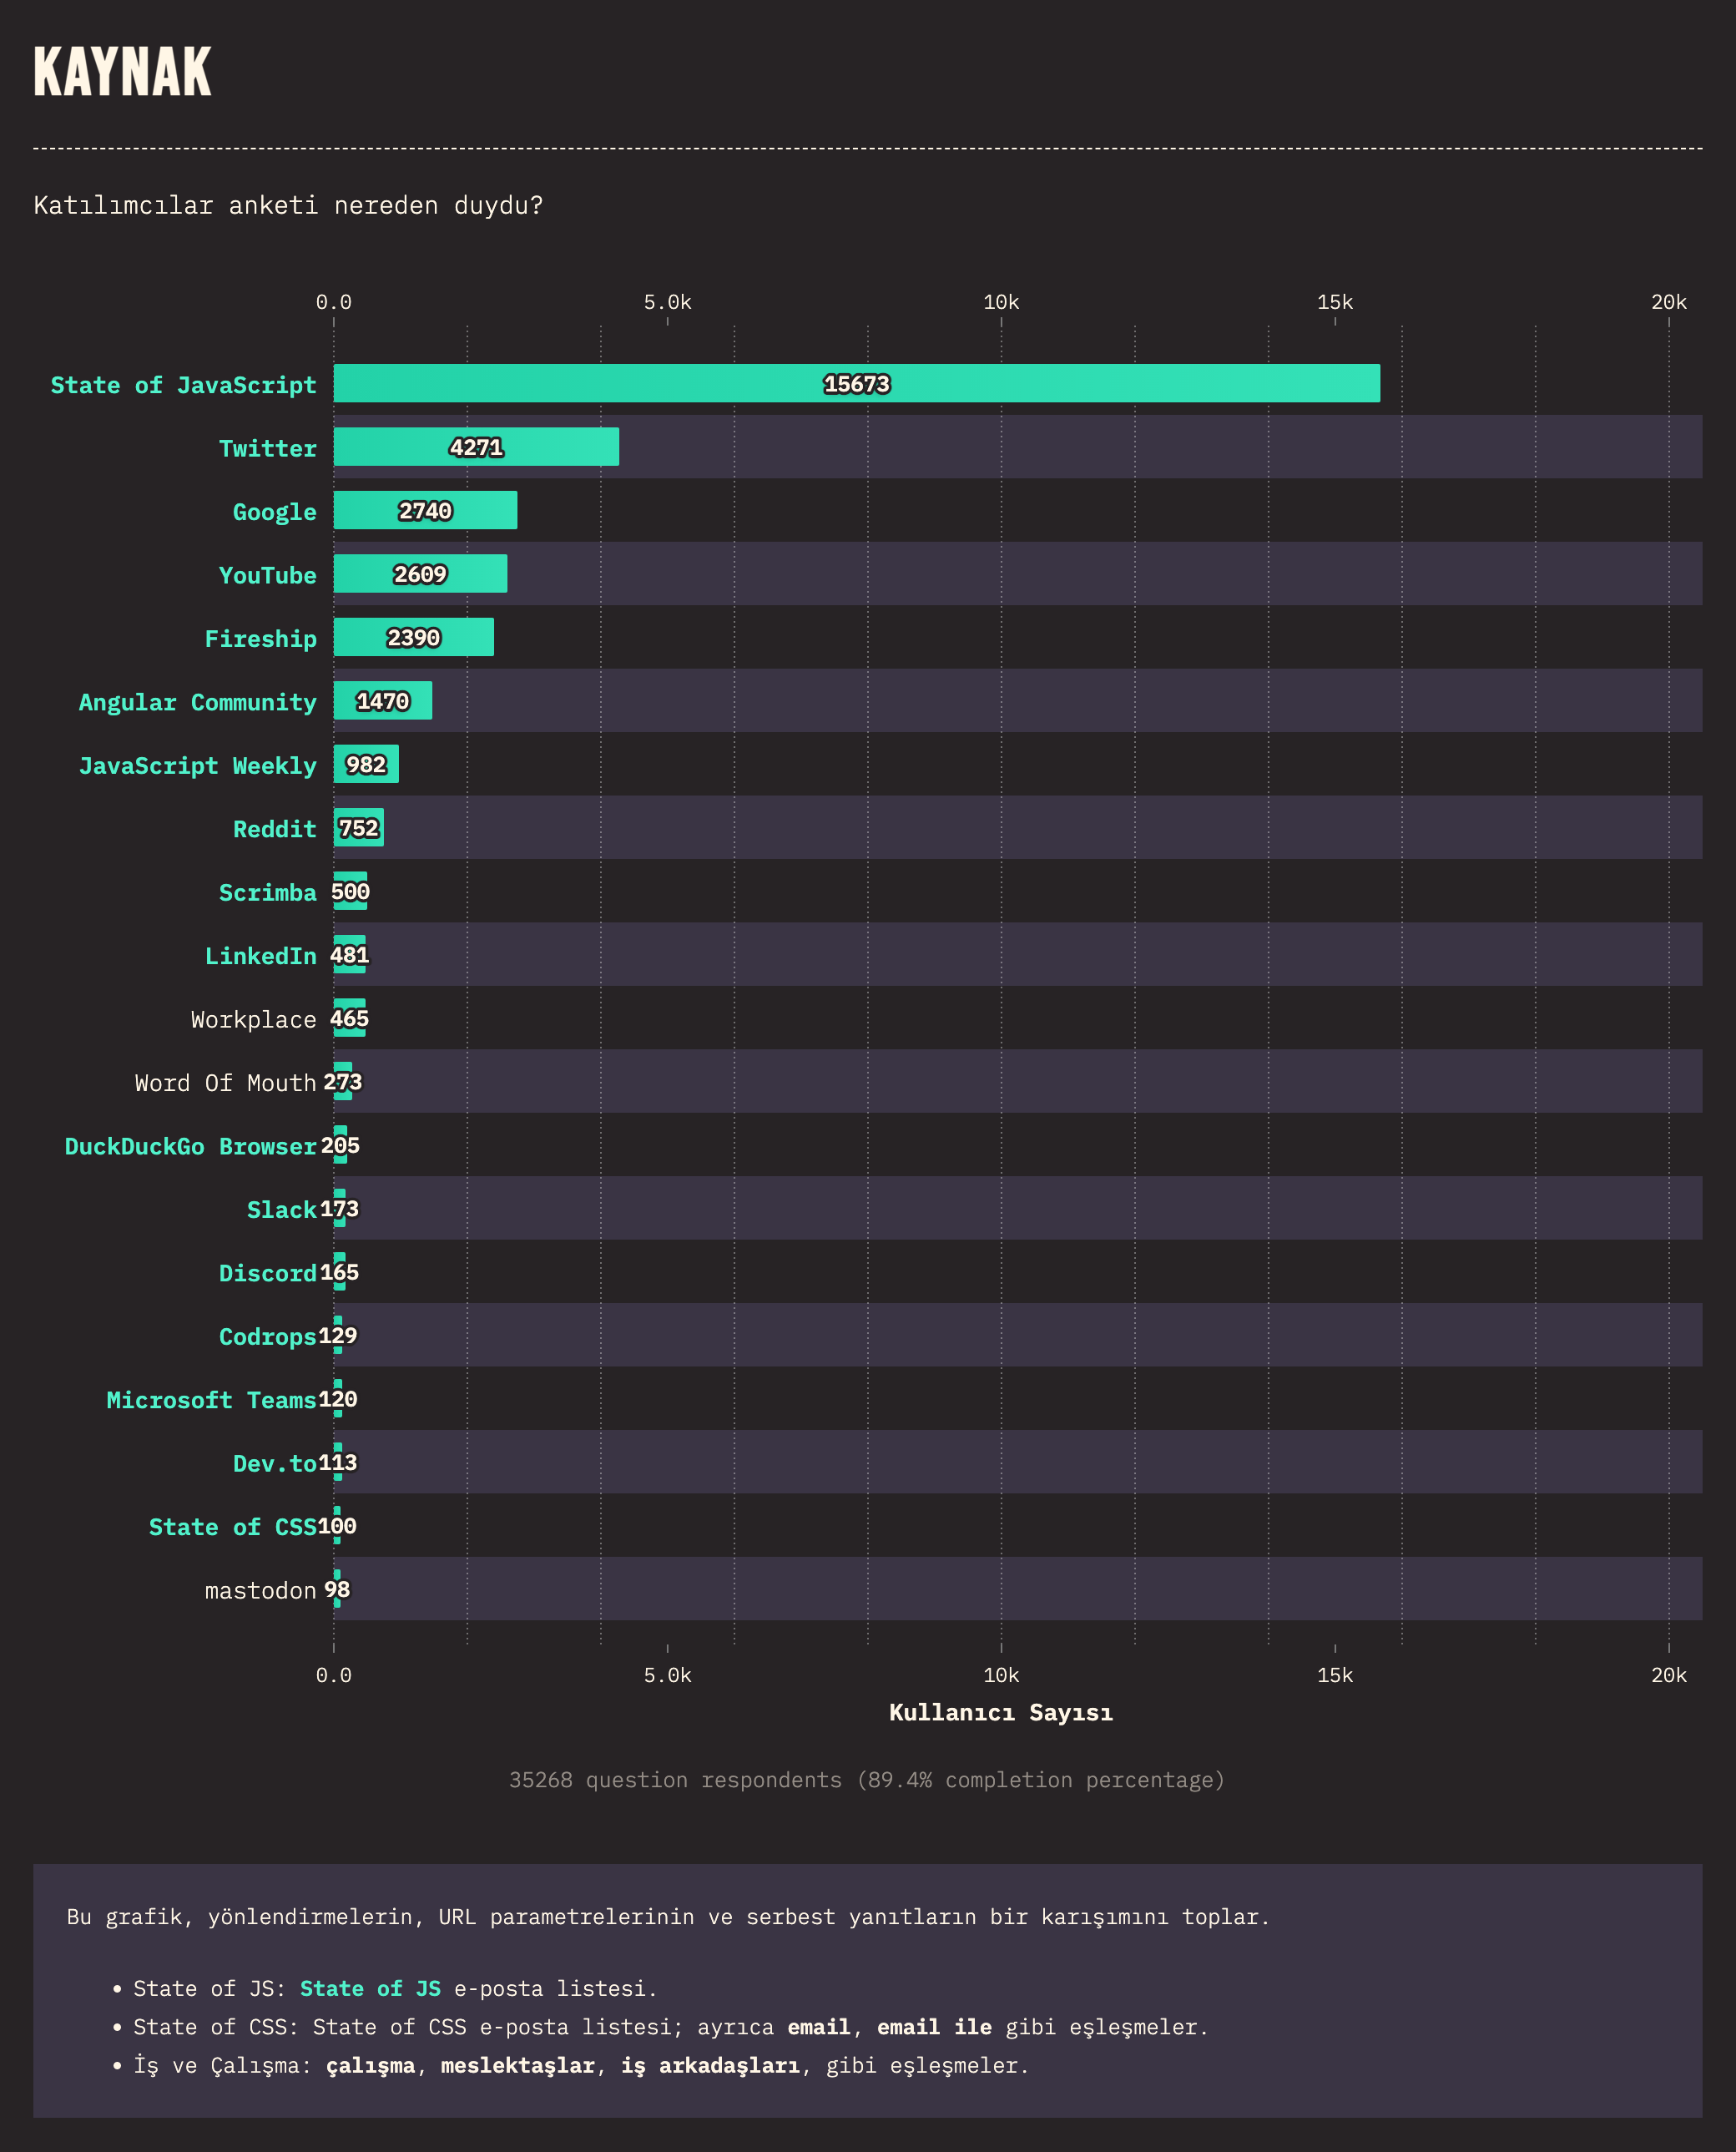 KAYNAK
Katılımcılar anketi nereden duydu?
0.0 5.0k 10k 15k 20k
State of JavaScript 15673
Twitter 4271
Google 2740
YouTube 2609
Fireship 2390
Angular Community 1470
JavaScript Weekly 982
Reddit 752
Scrimba 500
LinkedIn 481
Workplace 465
Word Of Mouth 273
DuckDuckGo Browser 205
Slack 173
Discord 165
Codrops 129
Microsoft Teams 120
Dev.to 113
State of CSS 100
mastodon 98
0.0 5.0k 10k 15k 20k
Kullanıcı Sayısı
35268 question respondents (89.4% completion percentage)
Bu grafik, yönlendirmelerin, URL parametrelerinin ve serbest yanıtların bir karışımını toplar.
• State of JS: State of JS e-posta listesi.
• State of CSS: State of CSS e-posta listesi; ayrıca email, email ile gibi eşleşmeler.
• İş ve Çalışma: çalışma, meslektaşlar, iş arkadaşları, gibi eşleşmeler.